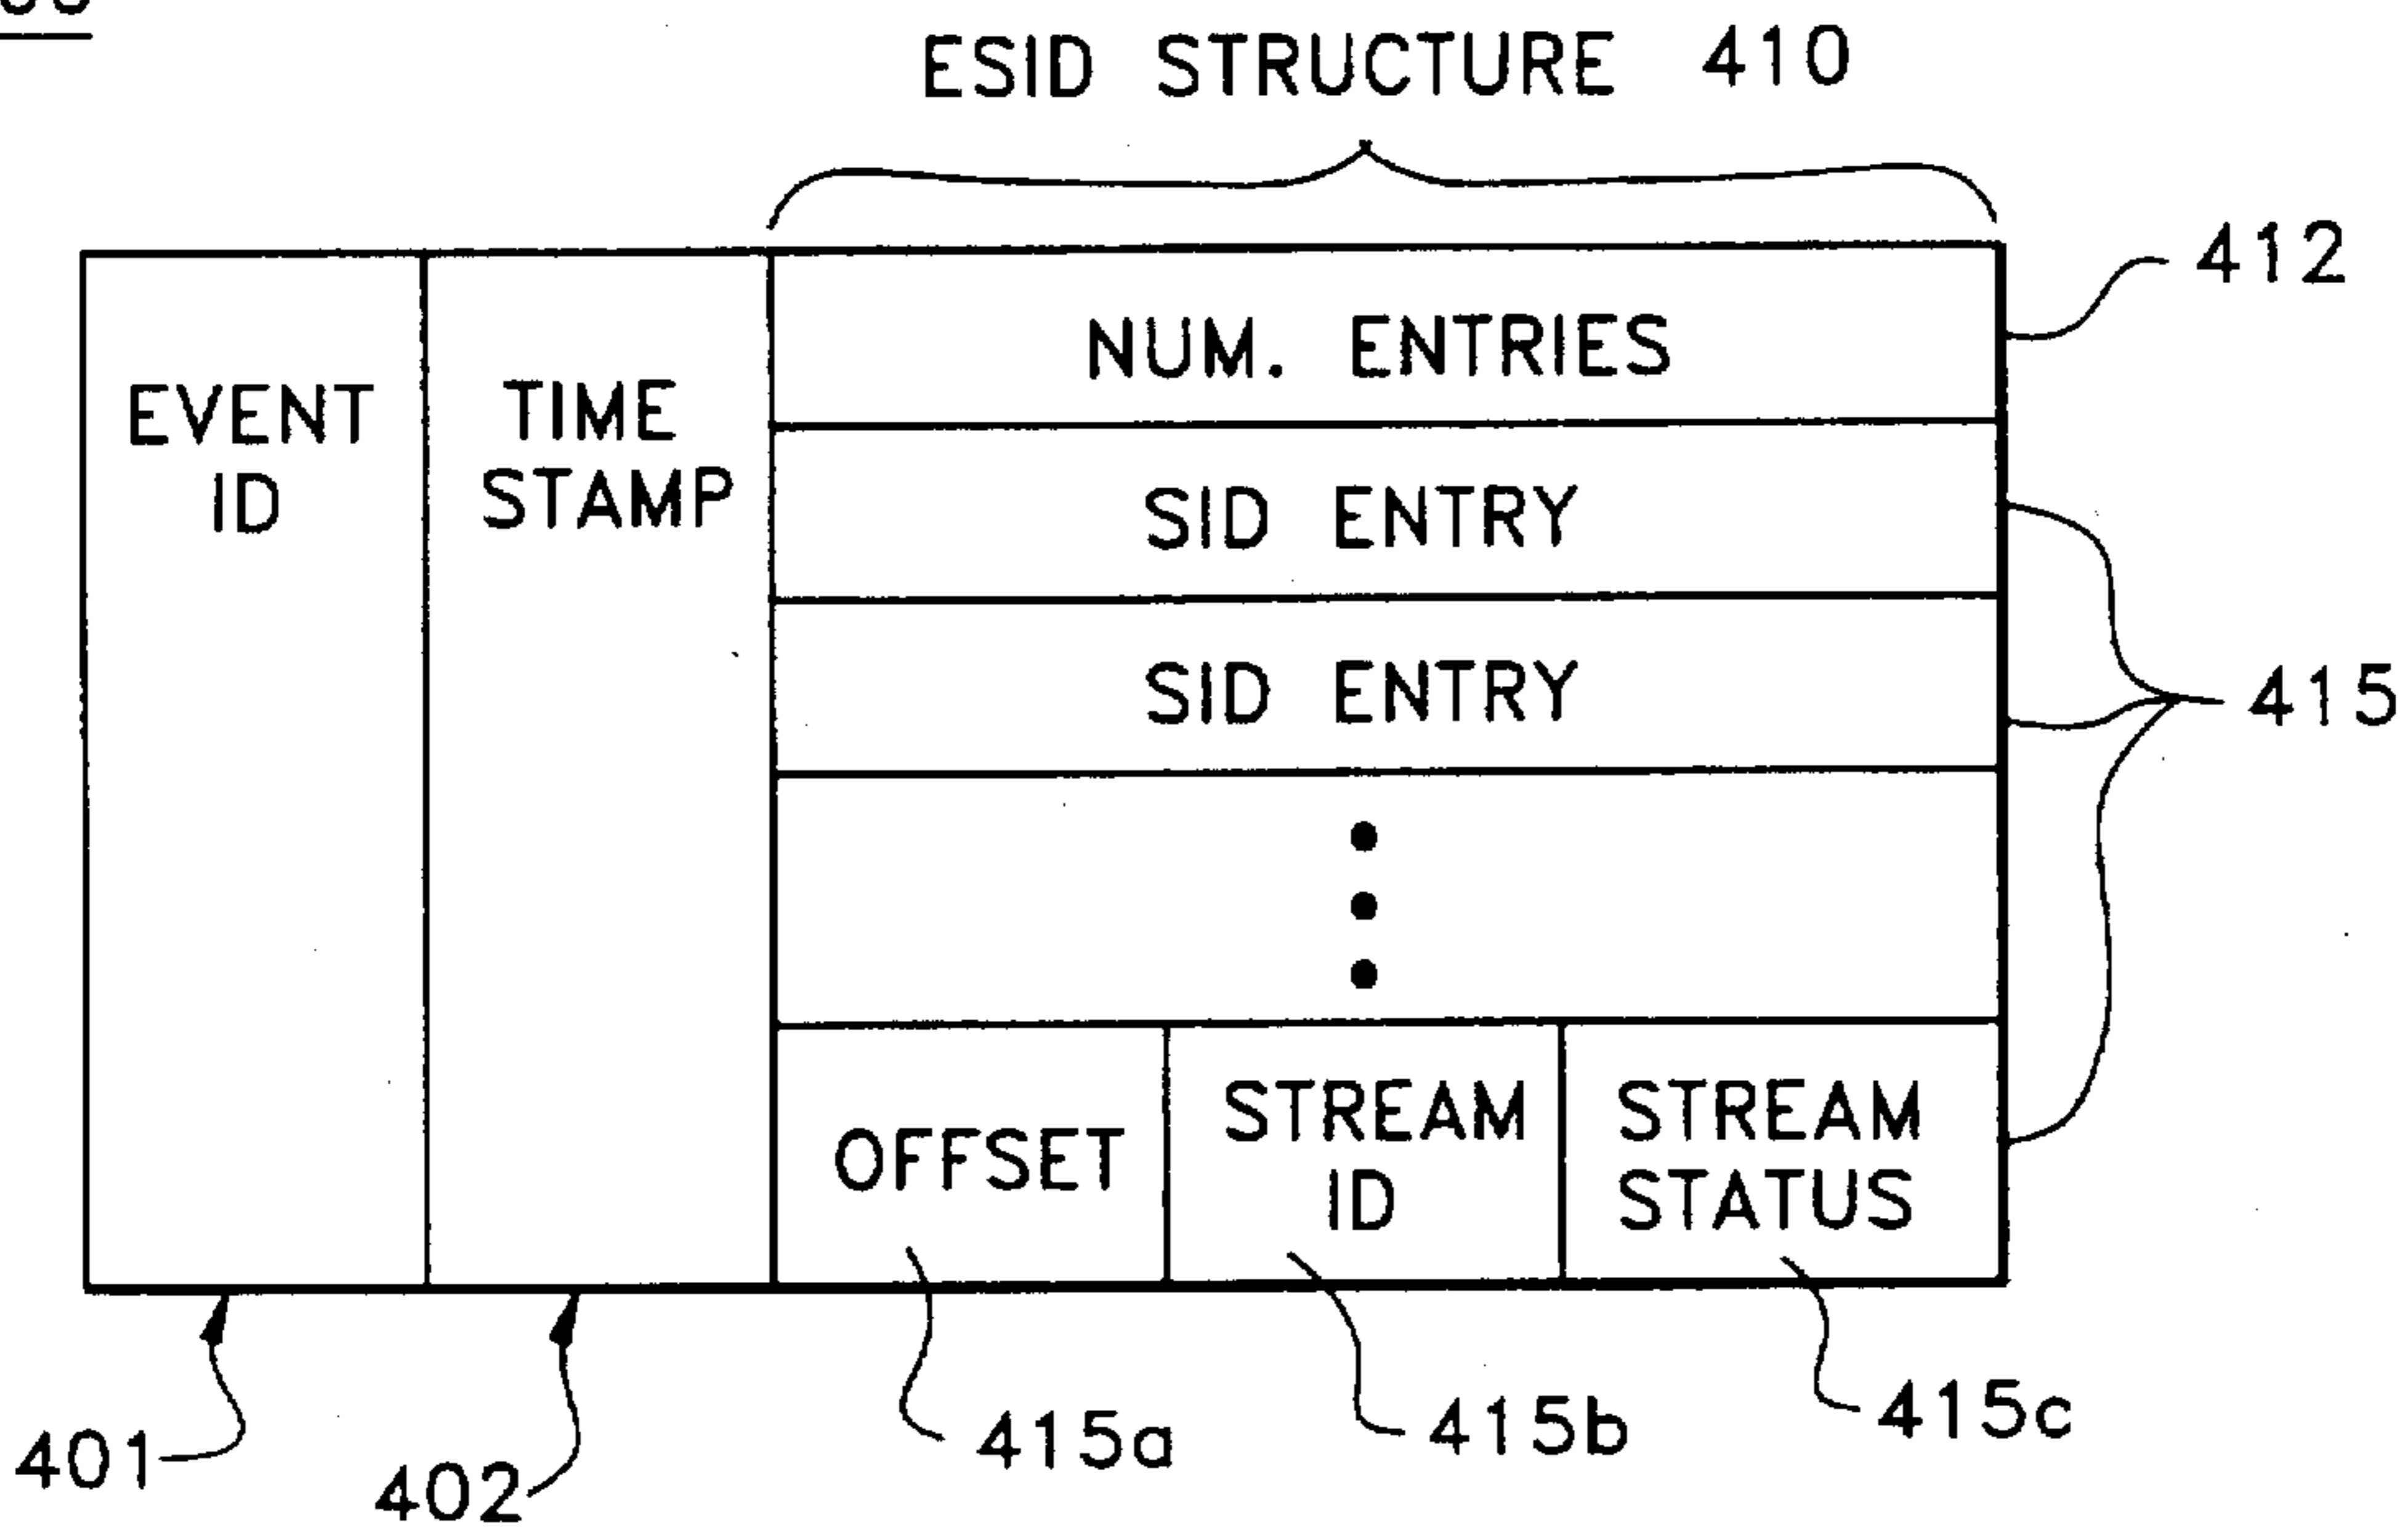 ESID STRUCTURE 410
412
NUM. ENTRIES
EVENT
ID
TIME
STAMP
SID ENTRY
SID ENTRY
415
OFFSET
STREAM
ID
STREAM
STATUS
401
402
415a
415b
415c